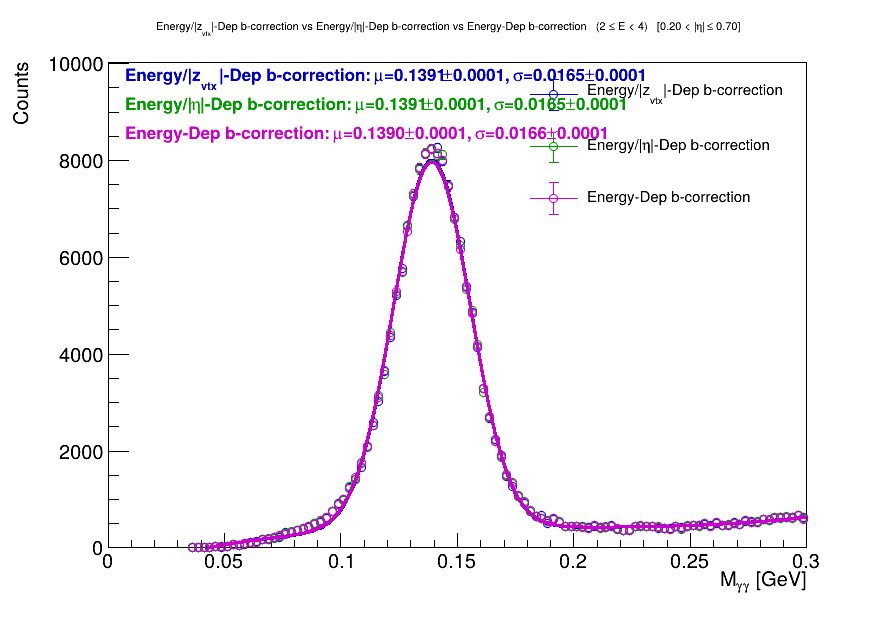 Energy/|z_vtx|-Dep b-correction vs Energy/|η|-Dep b-correction vs Energy-Dep b-correction (2 ≤ E < 4) [0.20 < |η| ≤ 0.70]
Counts
10000
8000
6000
4000
2000
0
Energy/|z_vtx|-Dep b-correction: μ=0.1391±0.0001, σ=0.0165±0.0001
Energy/|η|-Dep b-correction: μ=0.1391±0.0001, σ=0.0165±0.0001
Energy-Dep b-correction: μ=0.1390±0.0001, σ=0.0166±0.0001
Energy/|z_vtx|-Dep b-correction
Energy/|η|-Dep b-correction
Energy-Dep b-correction
0 0.05 0.1 0.15 0.2 0.25 0.3
M_γγ [GeV]